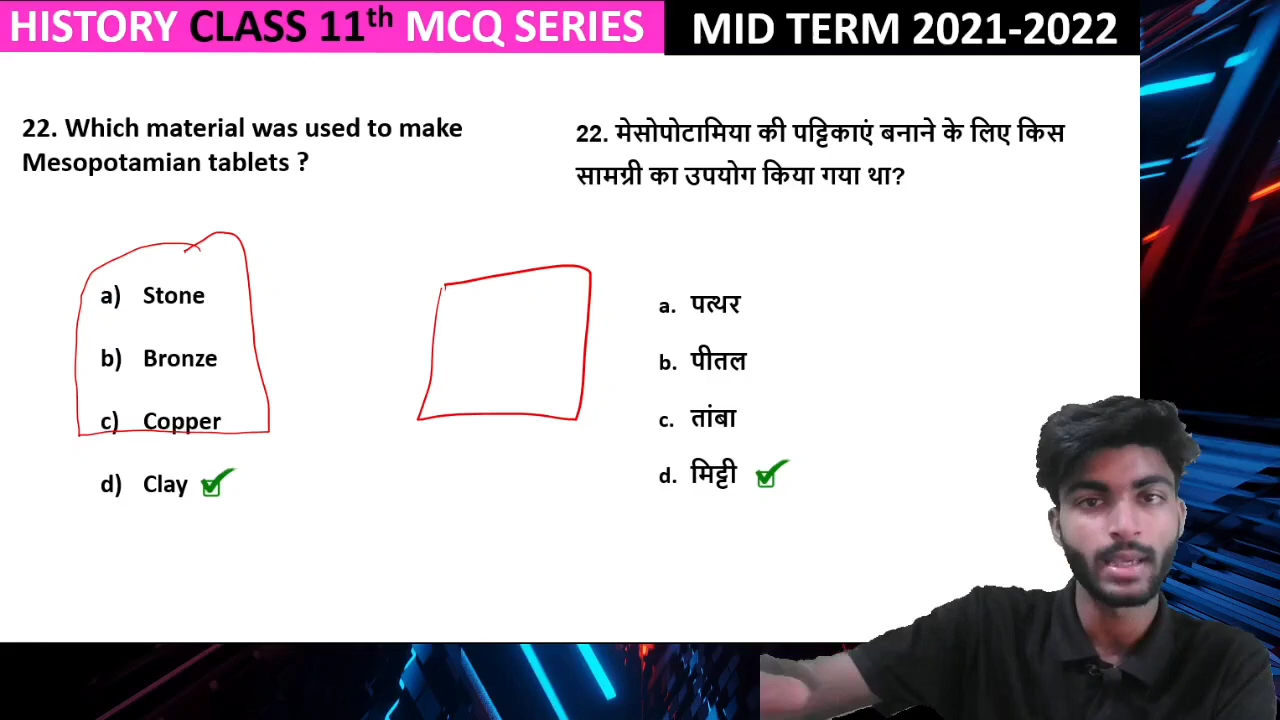 HISTORY CLASS 11th MCQ SERIES
MID TERM 2021-2022
22. Which material was used to make
Mesopotamian tablets ?
a) Stone
b) Bronze
c) Copper
d) Clay
22. मेसोपोटामिया की पट्टिकाएं बनाने के लिए किस
सामग्री का उपयोग किया गया था?
a. पत्थर
b. पीतल
c. तांबा
d. मिट्टी